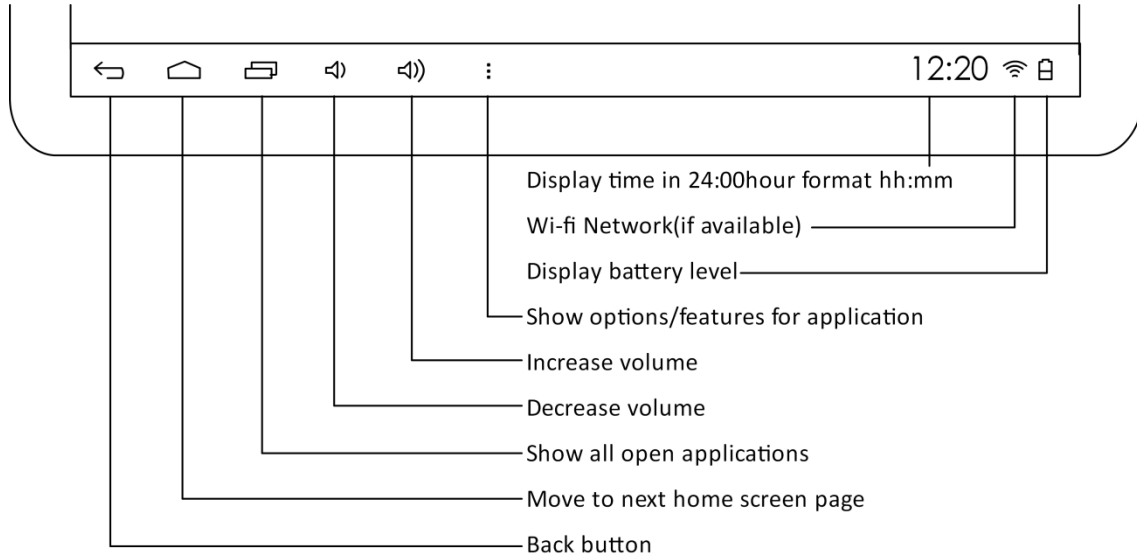 12:20
Display time in 24:00hour format hh:mm
Wi-fi Network(if available)
Display battery level
Show options/features for application
Increase volume
Decrease volume
Show all open applications
Move to next home screen page
Back button